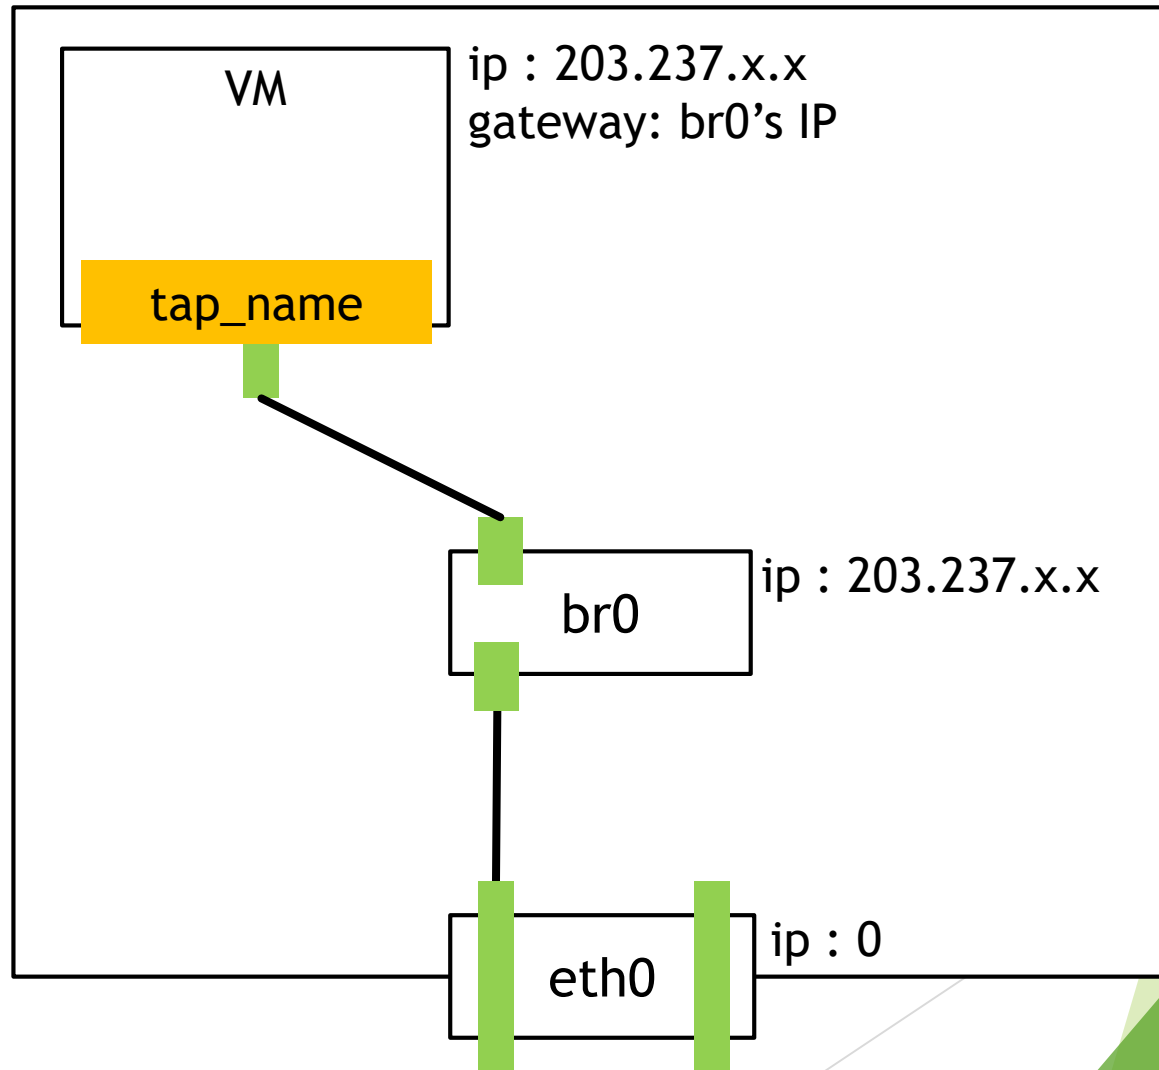 VM
ip : 203.237.x.x
gateway: br0’s IP
tap_name
ip : 203.237.x.x
br0
ip : 0
eth0